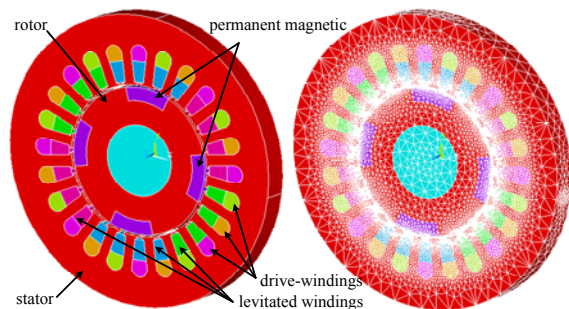 rotor
permanent magnetic
drive-windings
levitated windings
stator